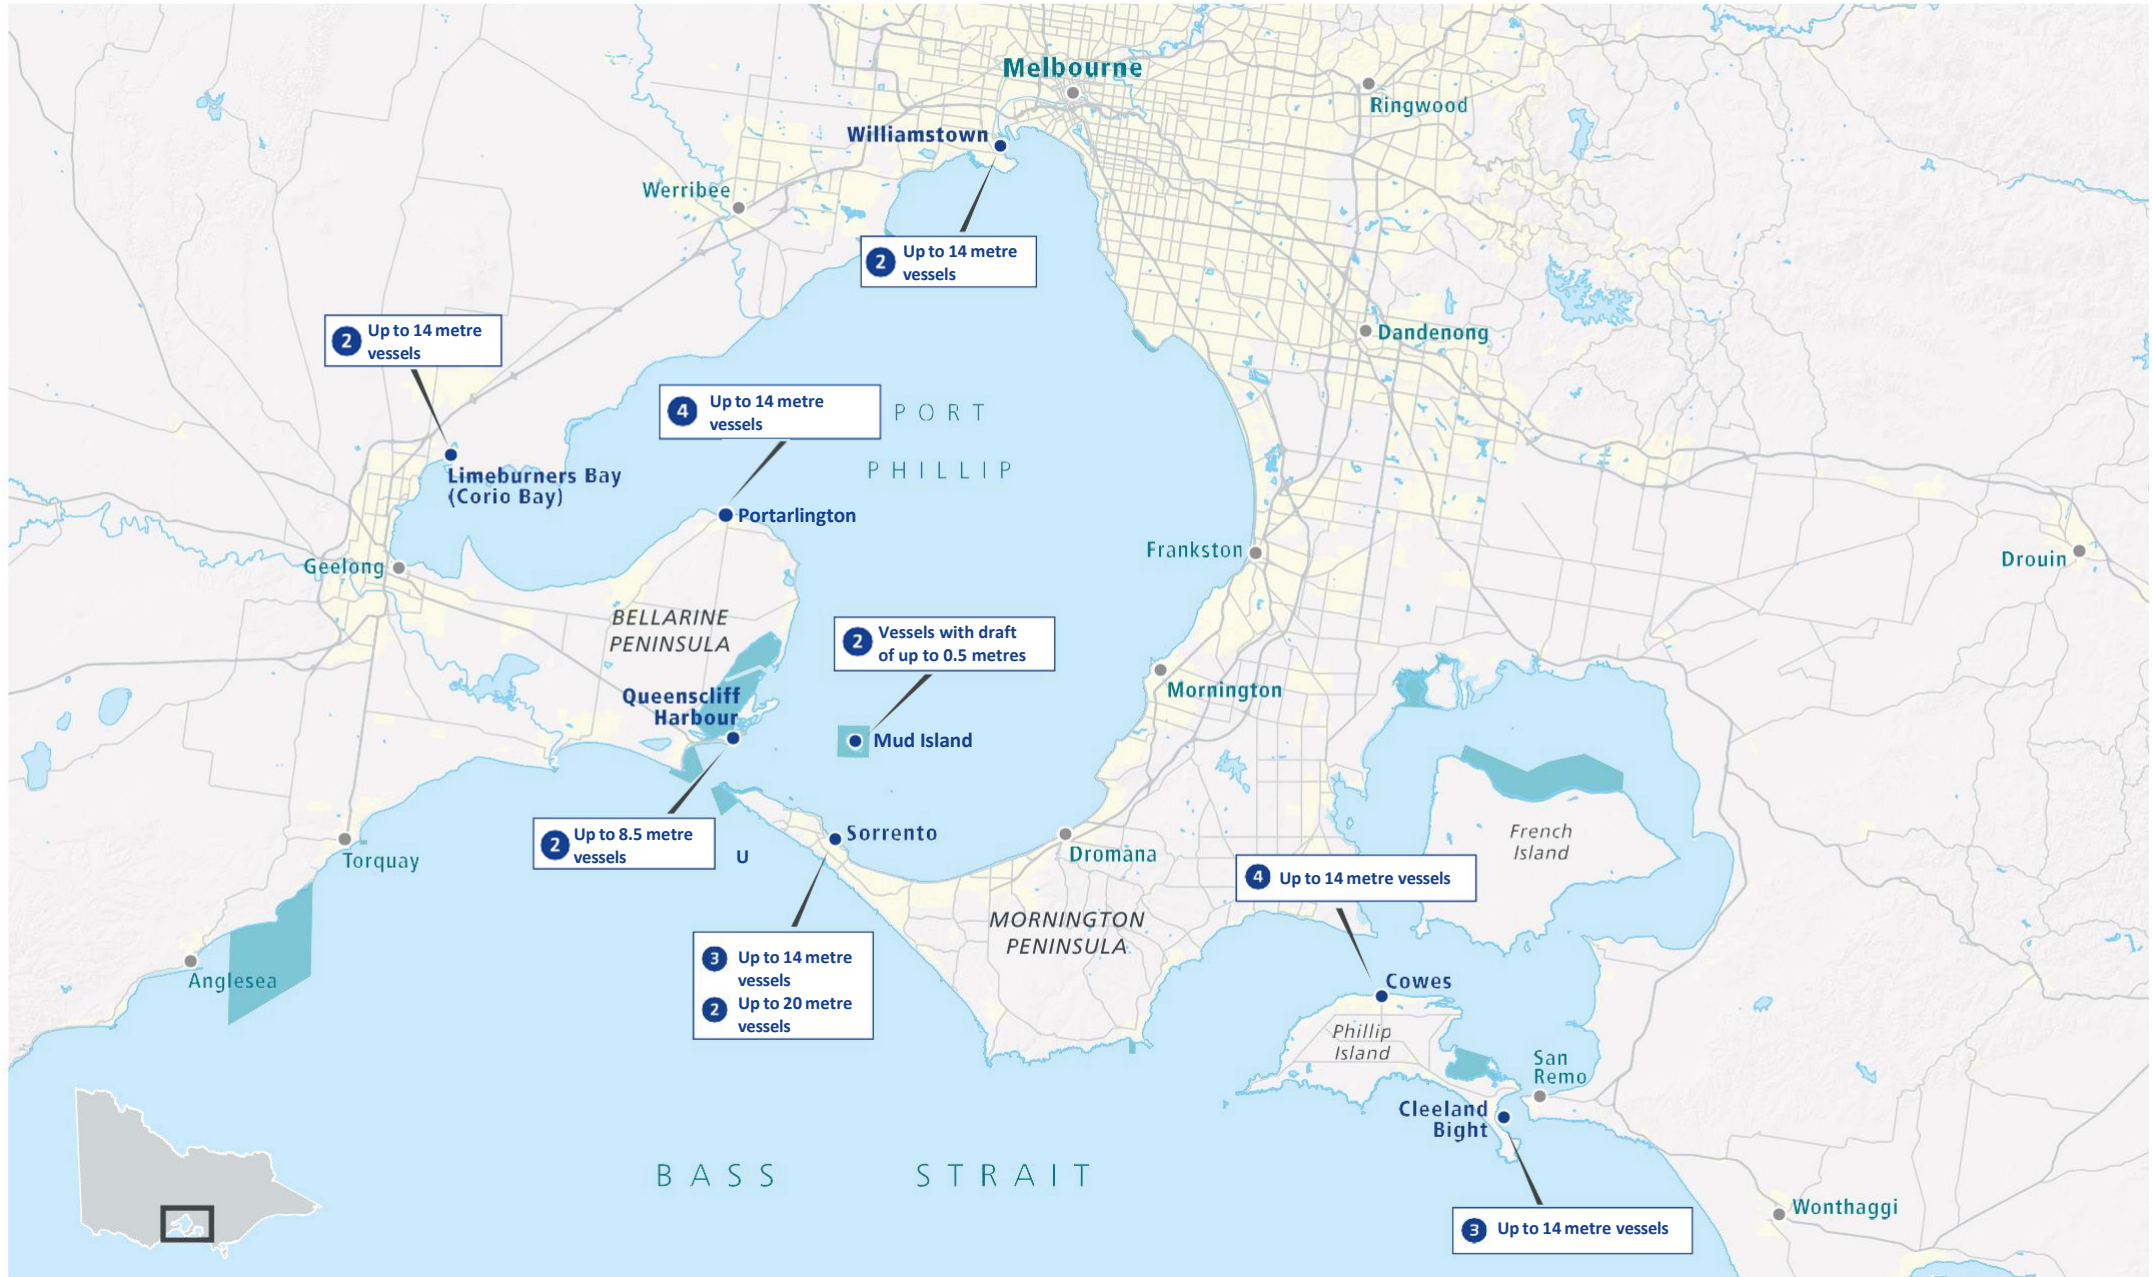 Melbourne
Ringwood
Williamstown
Werribee
2
Up to 14 metre
vessels
2
Up to 14 metre
vessels
Dandenong
4
Up to 14 metre
vessels
PORT
PHILLIP
Limeburners Bay
(Corio Bay)
Portarlington
Frankston
Drouin
Geelong
BELLARINE
PENINSULA
2
Vessels with draft
of up to 0.5 metres
Queenscliff
Harbour
Mornington
Mud Island
2
2
Up to 8.5 metre
vessels
U
Sorrento
Dromana
Torquay
French
Island
4
Up to 14 metre vessels
MORNINGTON
PENINSULA
3
Up to 14 metre
vessels
2
Up to 20 metre
vessels
Anglesea
Cowes
Phillip
Island
San
Remo
Cleeland
Bight
BASS STRAIT
Wonthaggi
3
Up to 14 metre vessels